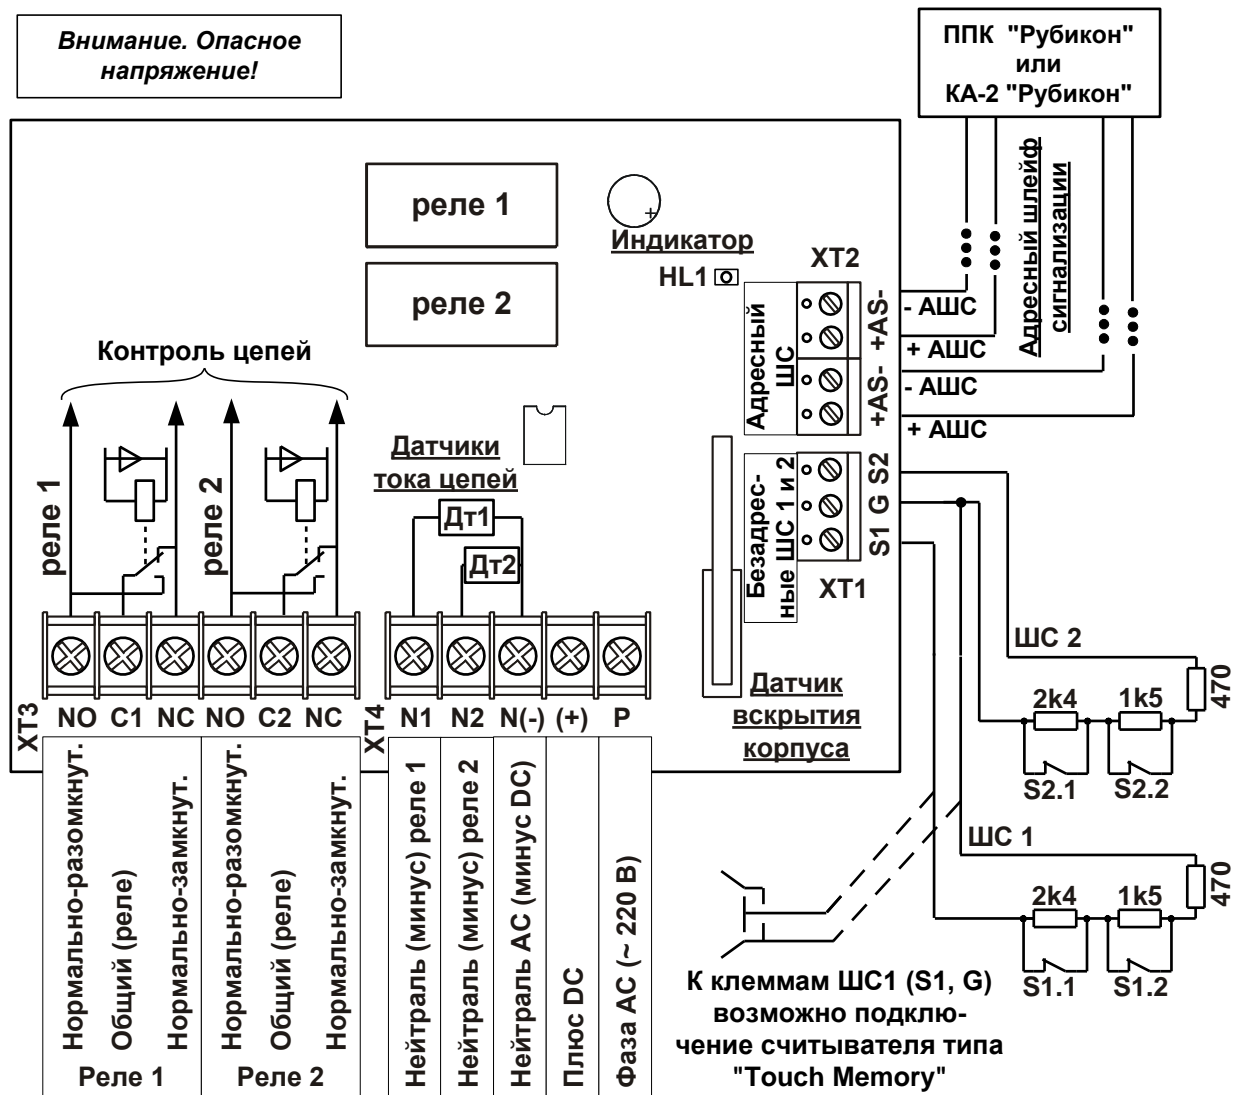 Внимание. Опасное
напряжение!
ППК "Рубикон"
или
КА-2 "Рубикон"
реле 1
реле 2
Индикатор
HL1
XT2
Адресный
ШС
+AS-
+AS-
- АШС
+ АШС
- АШС
+ АШС
Адресный шлейф
сигнализации
Контроль цепей
реле 1
реле 2
Датчики
тока цепей
Дт1
Дт2
Безадрес-
ные ШС 1 и 2
S1 G S2
XT1
Датчик
вскрытия
корпуса
ШС 2
2k4
1k5
470
S2.1
S2.2
ШС 1
2k4
1k5
470
S1.1
S1.2
XT3
NO C1 NC NO C2 NC
XT4
N1 N2 N(-) (+) P
Нормально-разомкнут.
Общий (реле)
Нормально-замкнут.
Нормально-разомкнут.
Общий (реле)
Нормально-замкнут.
Реле 1
Реле 2
Нейтраль (минус) реле 1
Нейтраль (минус) реле 2
Нейтраль АС (минус DC)
Плюс DC
Фаза АС (~ 220 В)
К клеммам ШС1 (S1, G)
возможно подклю-
чение считывателя типа
"Touch Memory"